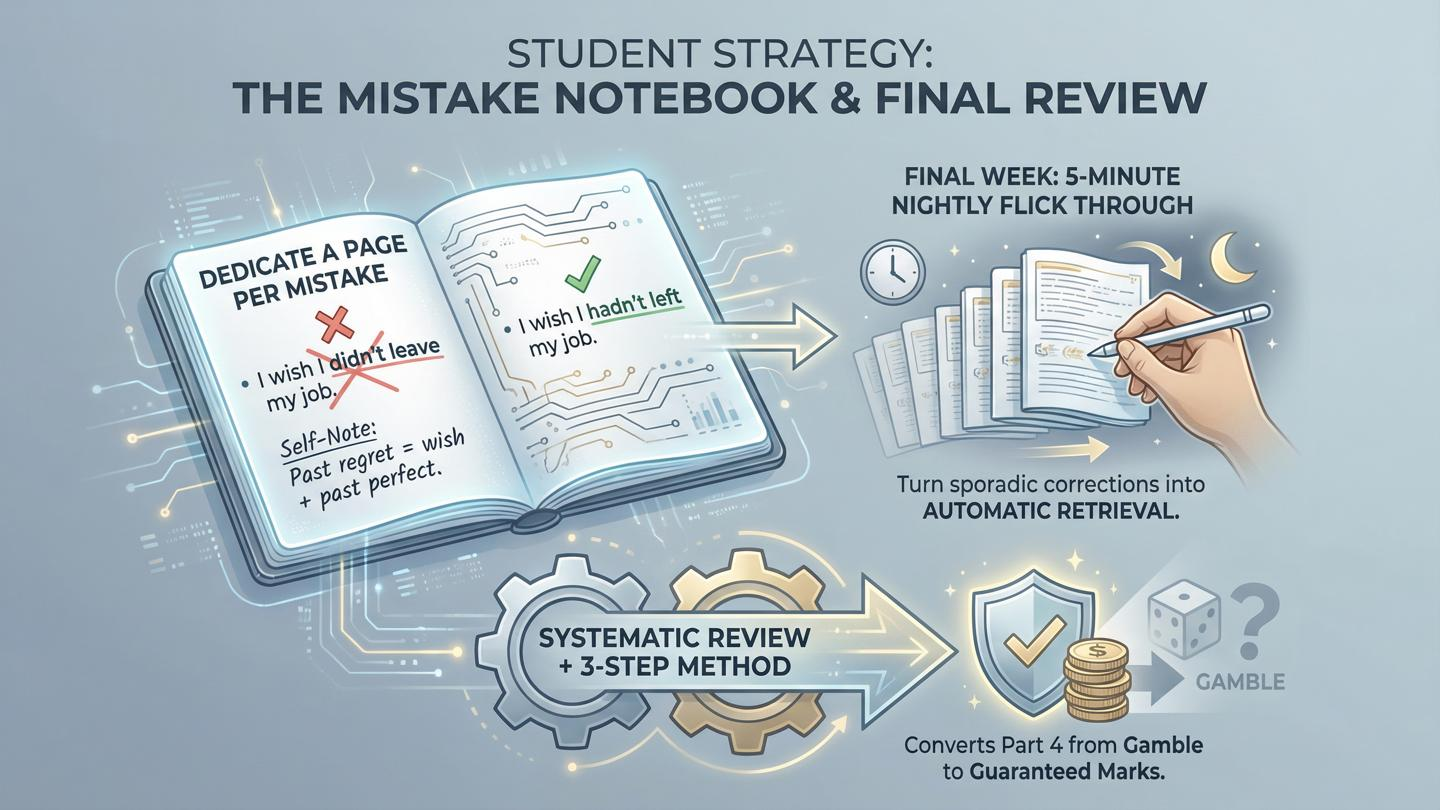 STUDENT STRATEGY:
THE MISTAKE NOTEBOOK & FINAL REVIEW
DEDICATE A PAGE
PER MISTAKE
• I wish I didn't leave
my job.
Self-Note:
Past regret = wish
+ past perfect.
• I wish I hadn't left
my job.
FINAL WEEK: 5-MINUTE
NIGHTLY FLICK THROUGH
Turn sporadic corrections into
AUTOMATIC RETRIEVAL.
SYSTEMATIC REVIEW
+ 3-STEP METHOD
$
?
GAMBLE
Converts Part 4 from Gamble
to Guaranteed Marks.